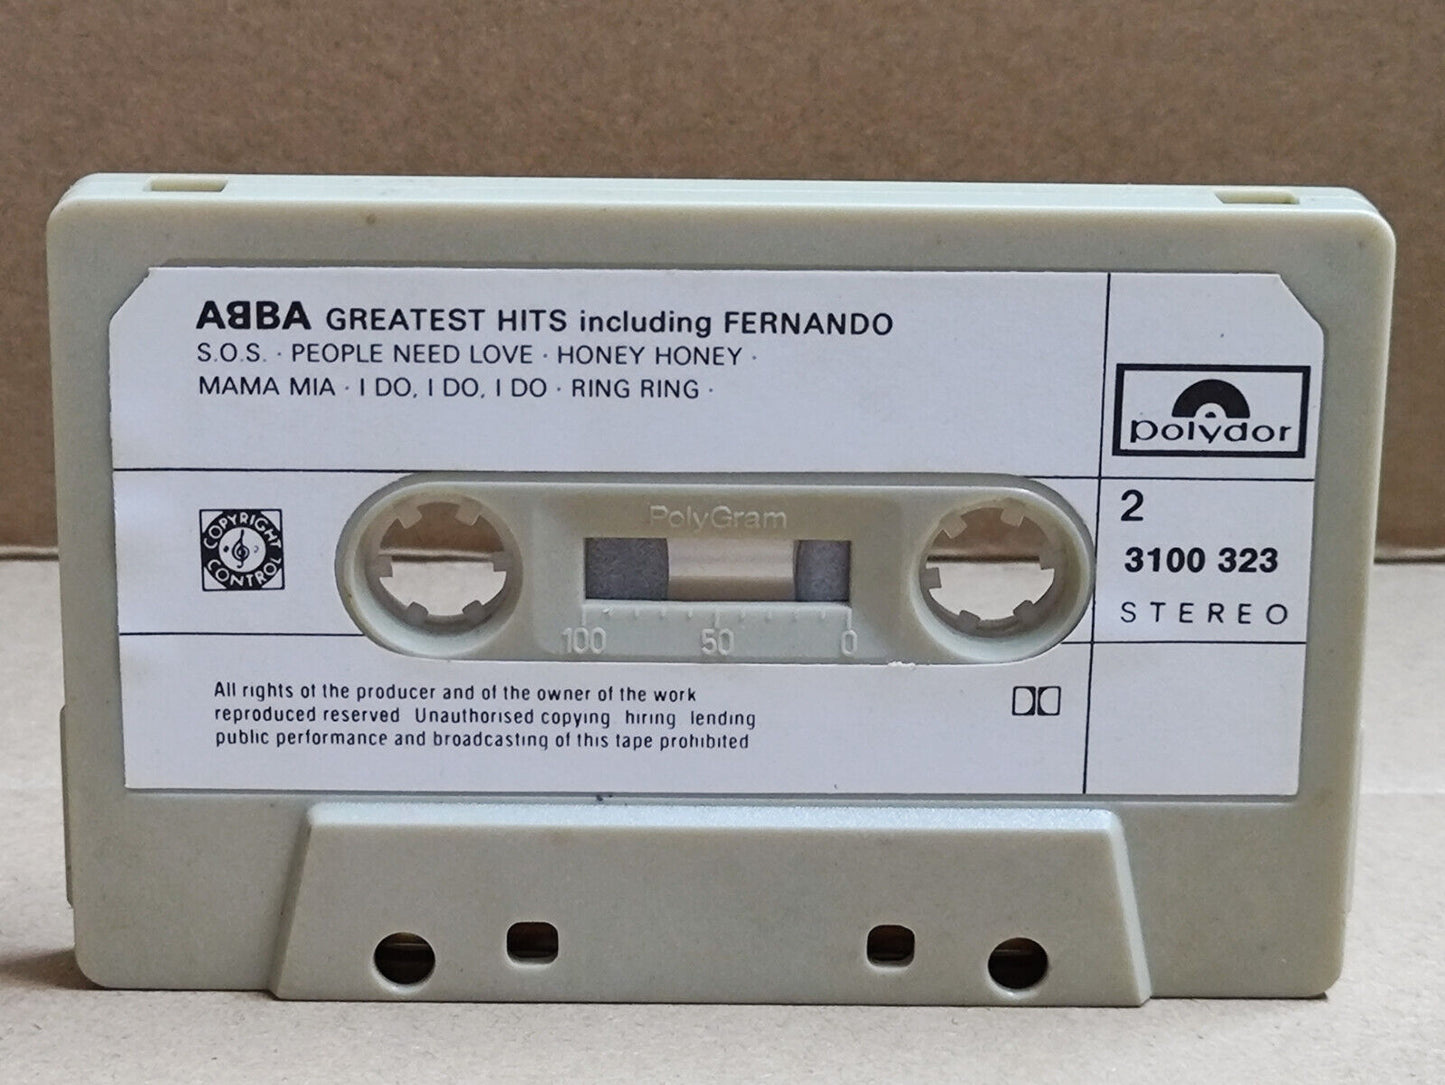 AᗺBA GREATEST HITS including FERNANDO
S.O.S. · PEOPLE NEED LOVE · HONEY HONEY ·
MAMA MIA · I DO, I DO, I DO · RING RING ·
polydor
COPYRIGHT CONTROL
PolyGram
2
3100 323
STEREO
100 50 0
All rights of the producer and of the owner of the work
reproduced reserved Unauthorised copying hiring lending
public performance and broadcasting of this tape prohibited